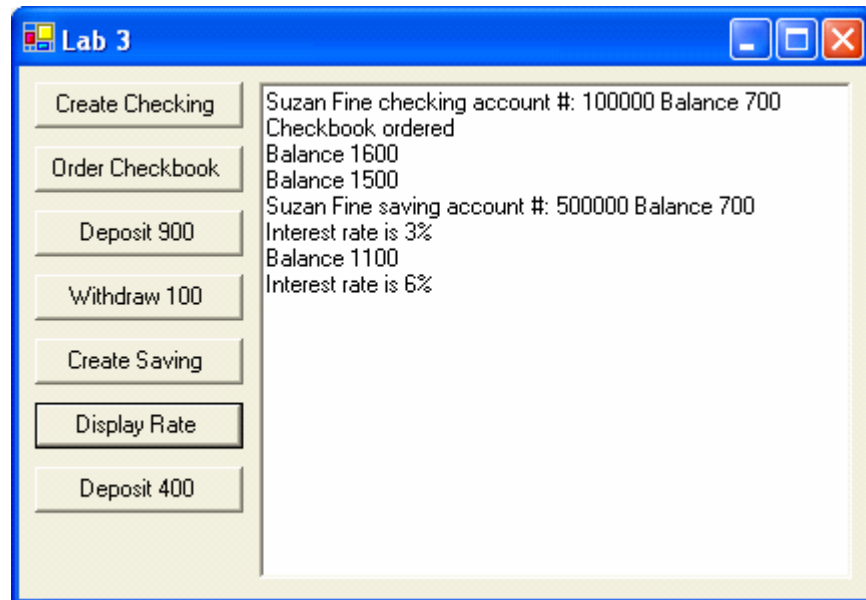 Lab 3
Create Checking
Order Checkbook
Deposit 900
Withdraw 100
Create Saving
Display Rate
Deposit 400
Suzan Fine checking account #: 100000 Balance 700
Checkbook ordered
Balance 1600
Balance 1500
Suzan Fine saving account #: 500000 Balance 700
Interest rate is 3%
Balance 1100
Interest rate is 6%